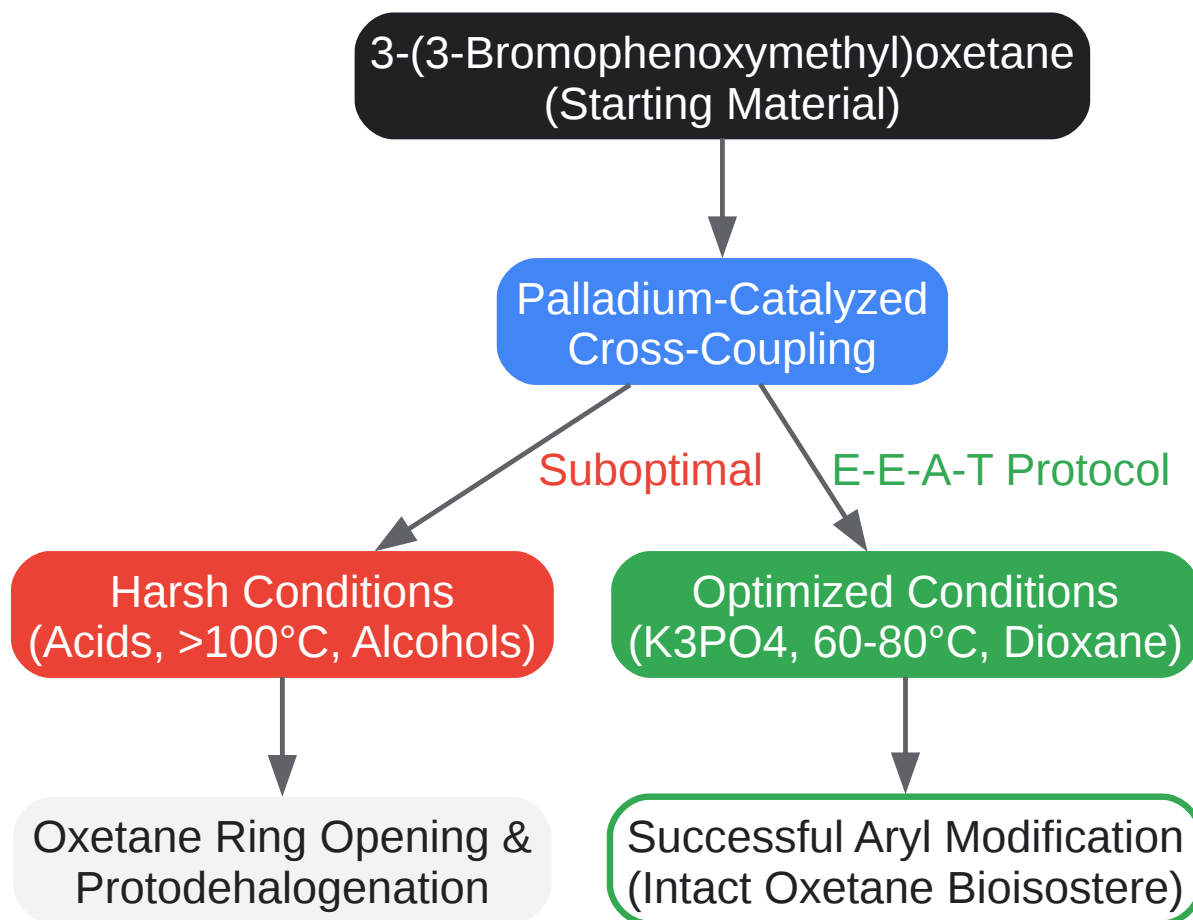 3-(3-Bromophenoxymethyl)oxetane
(Starting Material)
Palladium-Catalyzed
Cross-Coupling
Suboptimal
E-E-A-T Protocol
Harsh Conditions
(Acids, >100°C, Alcohols)
Optimized Conditions
(K3PO4, 60-80°C, Dioxane)
Oxetane Ring Opening &
Protodehalogenation
Successful Aryl Modification
(Intact Oxetane Bioisostere)